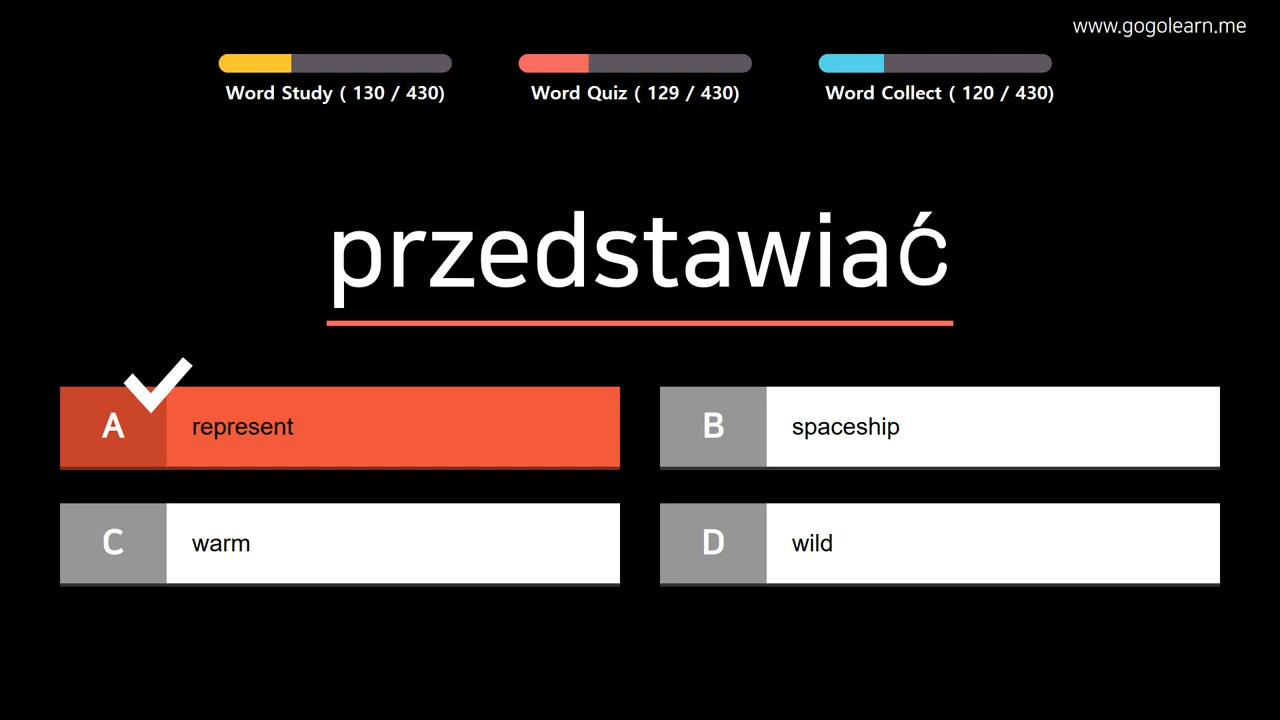 www.gogolearn.me
Word Study ( 130 / 430)
Word Quiz ( 129 / 430)
Word Collect ( 120 / 430)
przedstawiać
A represent
B spaceship
C warm
D wild